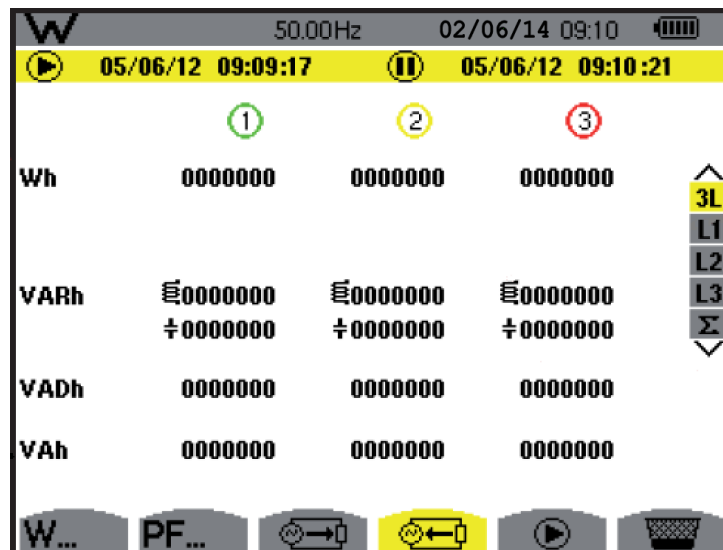 W 50.00Hz 02/06/14 09:10
05/06/12 09:09:17 05/06/12 09:10:21
1 2 3
Wh 0000000 0000000 0000000
3L
L1
L2
VARh 0000000 0000000 0000000 L3
0000000 0000000 0000000 Σ
VADh 0000000 0000000 0000000
VAh 0000000 0000000 0000000
W... PF...